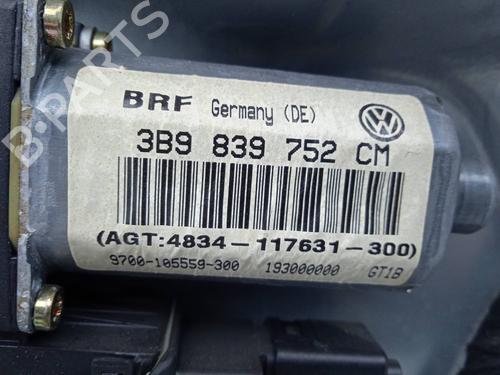 B-PARTS
BRF Germany (DE)
3B9 839 752 CM
(AGT:4834-117631-300)
9700-105559-300 193000000 GT1B